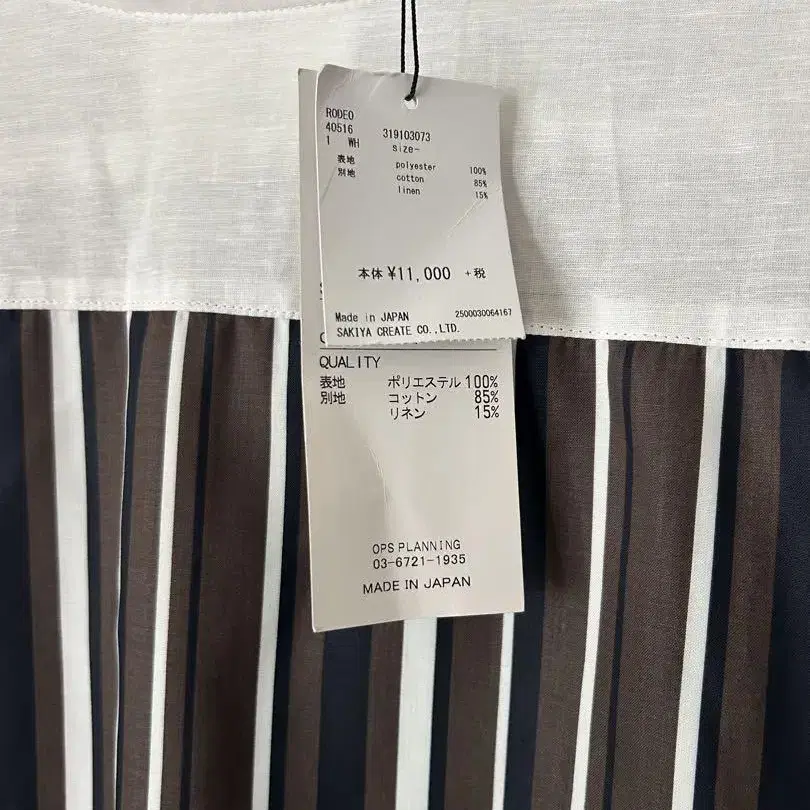 RODEO
40516 319103073
1 WH size-
表地 polyester 100%
別地 cotton 85%
linen 15%
本体 ¥11,000 +税
Made in JAPAN 2500030064167
SAKIYA CREATE CO.,LTD.
QUALITY
表地 ポリエステル 100%
別地 コットン 85%
リネン 15%
OPS PLANNING
03-6721-1935
MADE IN JAPAN